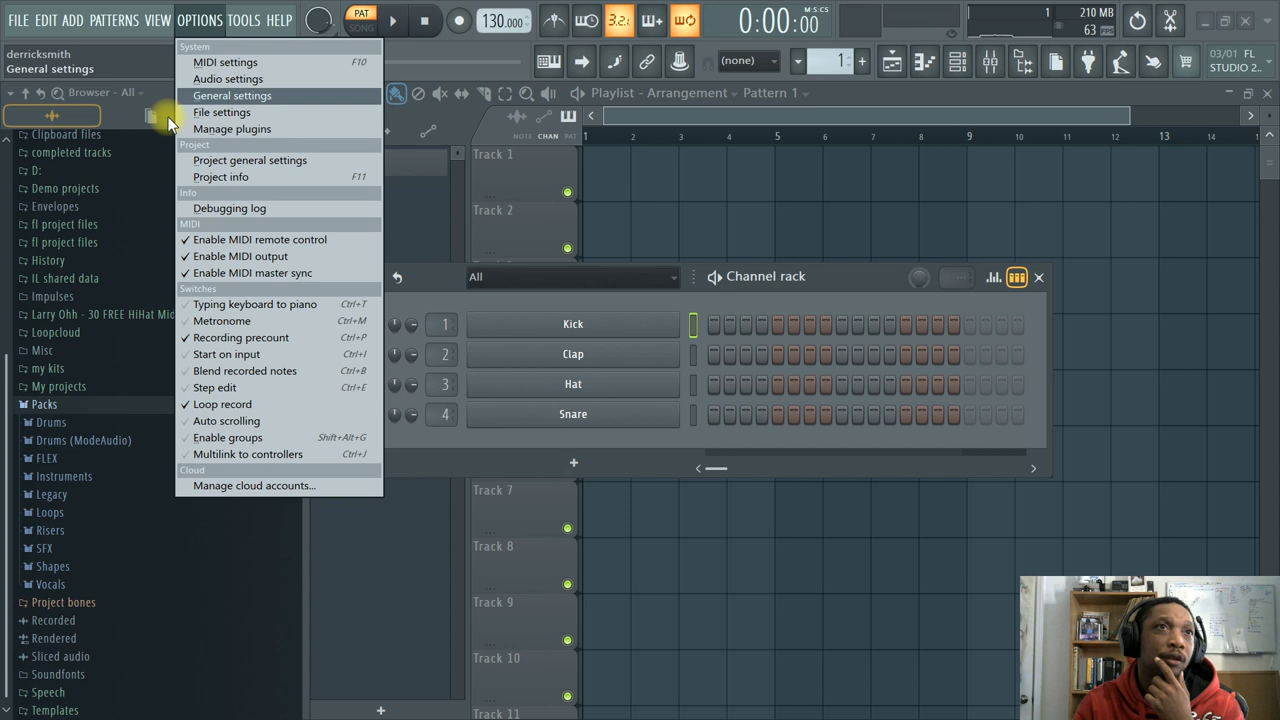 FILE EDIT ADD PATTERNS VIEW OPTIONS TOOLS HELP
PAT
SONG
130.000
3.2.
0:00:00
M:S:CS
1
210 MB
63
derricksmith
General settings
(none)
1
03/01 FL
STUDIO 2...
Browser - All
Playlist - Arrangement
Pattern 1
NOTE CHAN PAT
1 2 3 4 5 6 7 8 9 10 11 12 13 14
System
MIDI settings F10
Audio settings
General settings
File settings
Manage plugins
Project
Project general settings
Project info F11
Info
Debugging log
MIDI
Enable MIDI remote control
Enable MIDI output
Enable MIDI master sync
Switches
Typing keyboard to piano Ctrl+T
Metronome Ctrl+M
Recording precount Ctrl+P
Start on input Ctrl+I
Blend recorded notes Ctrl+B
Step edit Ctrl+E
Loop record
Auto scrolling
Enable groups Shift+Alt+G
Multilink to controllers Ctrl+J
Cloud
Manage cloud accounts...
Clipboard files
completed tracks
D:
Demo projects
Envelopes
fl project files
fl project files
History
IL shared data
Impulses
Larry Ohh - 30 FREE HiHat Mid
Loopcloud
Misc
my kits
My projects
Packs
Drums
Drums (ModeAudio)
FLEX
Instruments
Legacy
Loops
Risers
SFX
Shapes
Vocals
Project bones
Recorded
Rendered
Sliced audio
Soundfonts
Speech
Templates
All
Channel rack
1 Kick
2 Clap
3 Hat
4 Snare
Track 1
Track 2
Track 7
Track 8
Track 9
Track 10
Track 11